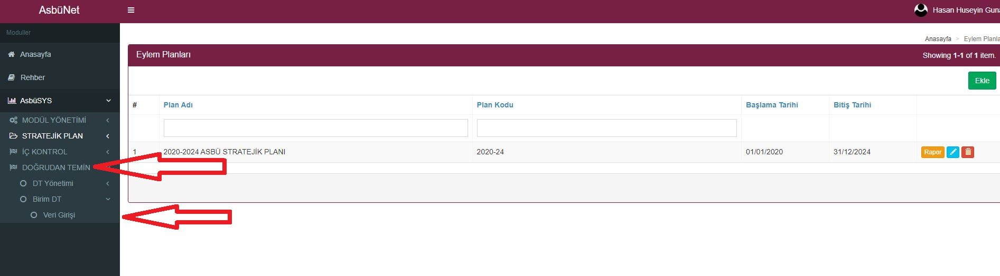 AsbüNet
Hasan Huseyin Guna
Moduller
Anasayfa
Rehber
AsbüSYS
MODÜL YÖNETİMİ
STRATEJİK PLAN
İÇ KONTROL
DOĞRUDAN TEMİN
DT Yönetimi
Birim DT
Veri Girişi
Anasayfa > Eylem Planla
Eylem Planları
Showing 1-1 of 1 item.
Ekle
# Plan Adı Plan Kodu Başlama Tarihi Bitiş Tarihi
1 2020-2024 ASBÜ STRATEJİK PLANI 2020-24 01/01/2020 31/12/2024 Rapor